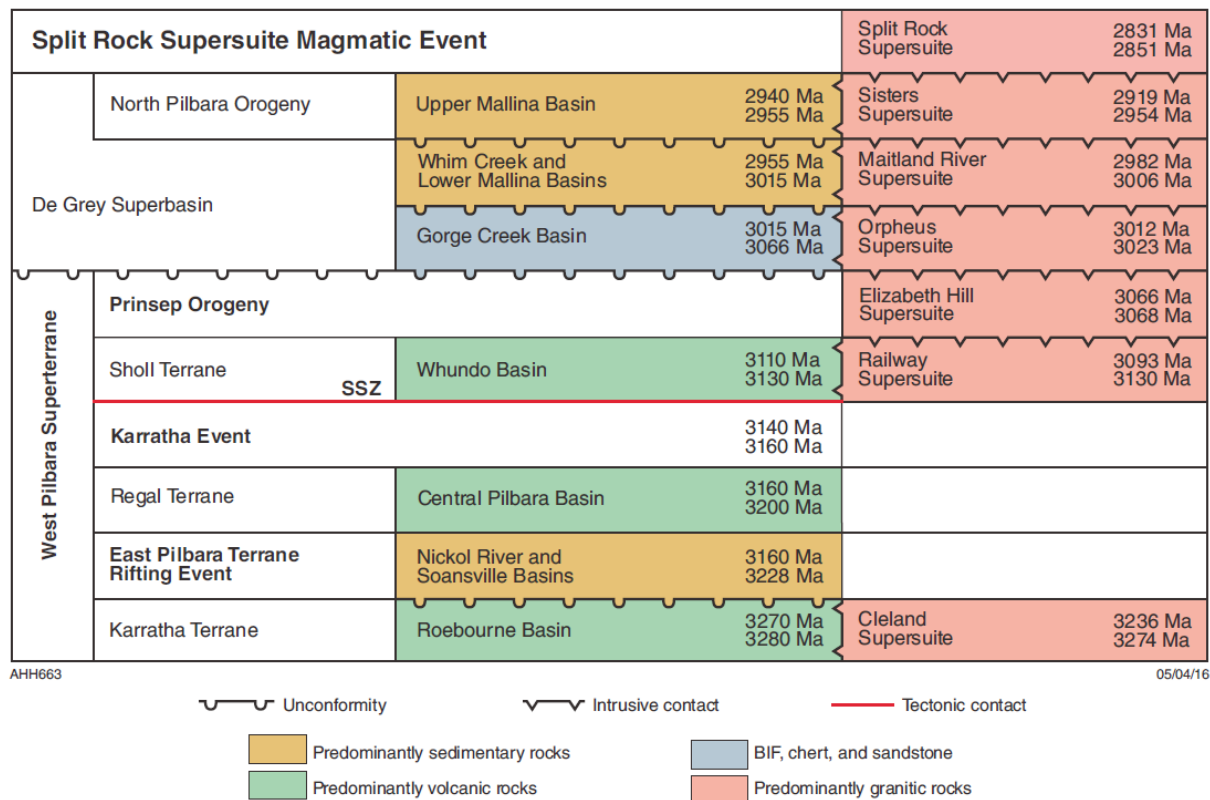 Split Rock Supersuite Magmatic Event
Split Rock
Supersuite
2831 Ma
2851 Ma
North Pilbara Orogeny
Upper Mallina Basin
2940 Ma
2955 Ma
Sisters
Supersuite
2919 Ma
2954 Ma
De Grey Superbasin
Whim Creek and
Lower Mallina Basins
2955 Ma
3015 Ma
Maitland River
Supersuite
2982 Ma
3006 Ma
Gorge Creek Basin
3015 Ma
3066 Ma
Orpheus
Supersuite
3012 Ma
3023 Ma
West Pilbara Superterrane
Prinsep Orogeny
Elizabeth Hill
Supersuite
3066 Ma
3068 Ma
Sholl Terrane
SSZ
Whundo Basin
3110 Ma
3130 Ma
Railway
Supersuite
3093 Ma
3130 Ma
Karratha Event
3140 Ma
3160 Ma
Regal Terrane
Central Pilbara Basin
3160 Ma
3200 Ma
East Pilbara Terrane
Rifting Event
Nickol River and
Soansville Basins
3160 Ma
3228 Ma
Karratha Terrane
Roebourne Basin
3270 Ma
3280 Ma
Cleland
Supersuite
3236 Ma
3274 Ma
AHH663
05/04/16
Unconformity
Intrusive contact
Tectonic contact
Predominantly sedimentary rocks
BIF, chert, and sandstone
Predominantly volcanic rocks
Predominantly granitic rocks